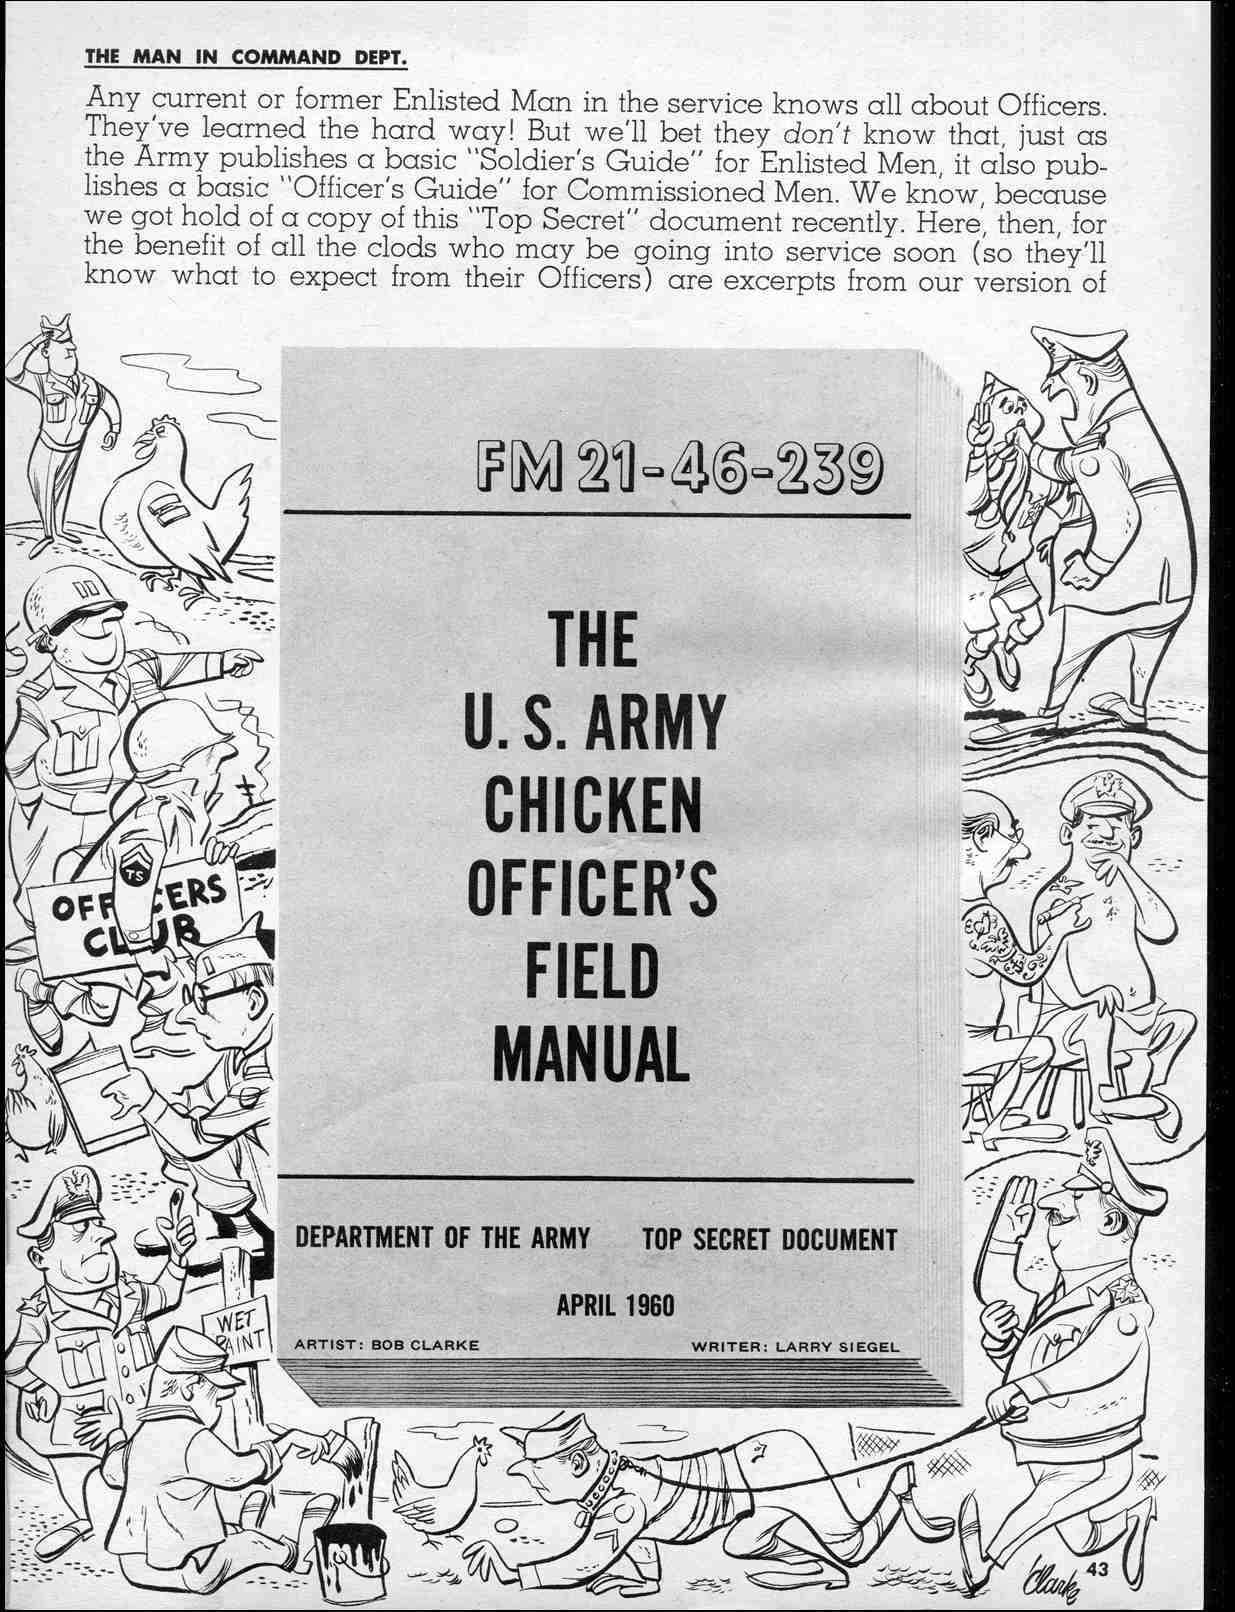 THE MAN IN COMMAND DEPT.
Any current or former Enlisted Man in the service knows all about Officers.
They've learned the hard way! But we'll bet they don't know that, just as
the Army publishes a basic "Soldier's Guide" for Enlisted Men, it also pub-
lishes a basic "Officer's Guide" for Commissioned Men. We know, because
we got hold of a copy of this "Top Secret" document recently. Here, then, for
the benefit of all the clods who may be going into service soon (so they'll
know what to expect from their Officers) are excerpts from our version of
FM 21-46-239
THE
U. S. ARMY
CHICKEN
OFFICER'S
FIELD
MANUAL
TS
OFFICERS
CLUB
DEPARTMENT OF THE ARMY TOP SECRET DOCUMENT
APRIL 1960
ARTIST: BOB CLARKE WRITER: LARRY SIEGEL
WET
PAINT
Clarke
43